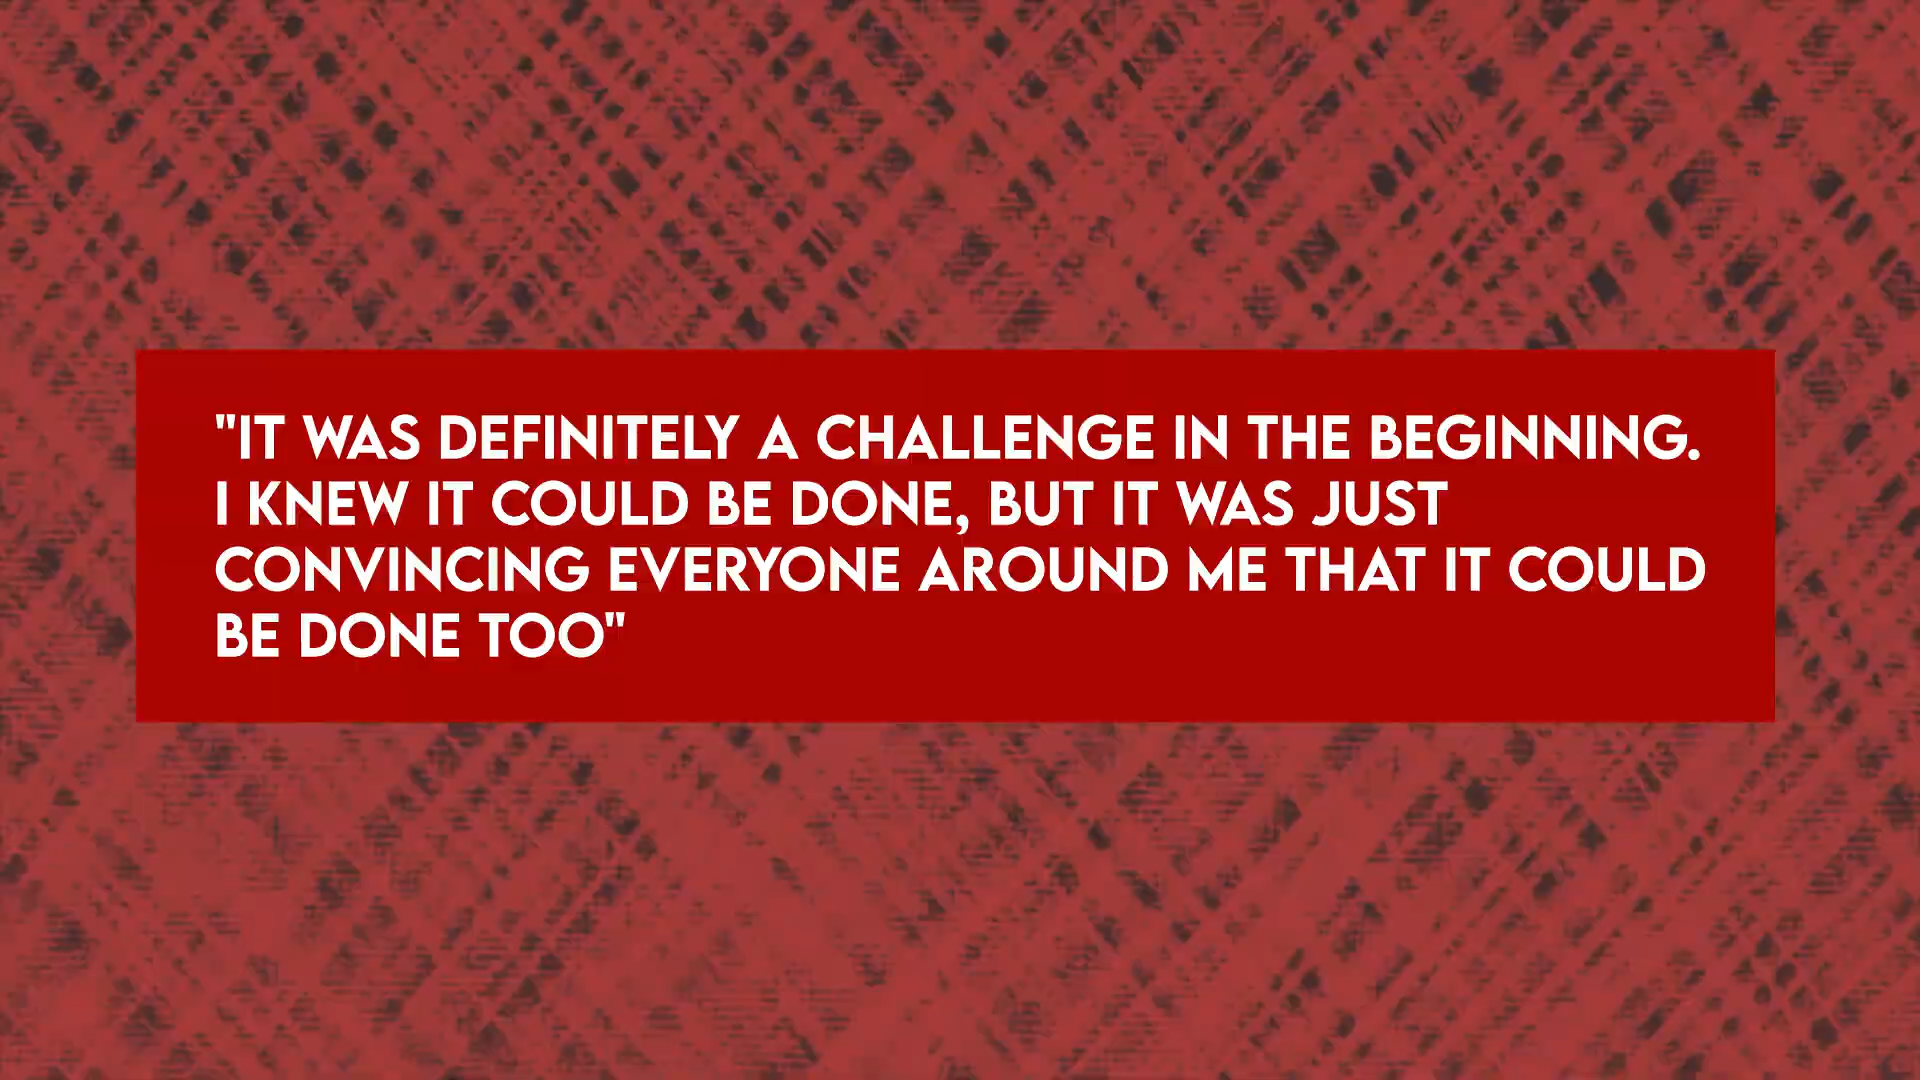 "IT WAS DEFINITELY A CHALLENGE IN THE BEGINNING.
I KNEW IT COULD BE DONE, BUT IT WAS JUST
CONVINCING EVERYONE AROUND ME THAT IT COULD
BE DONE TOO"